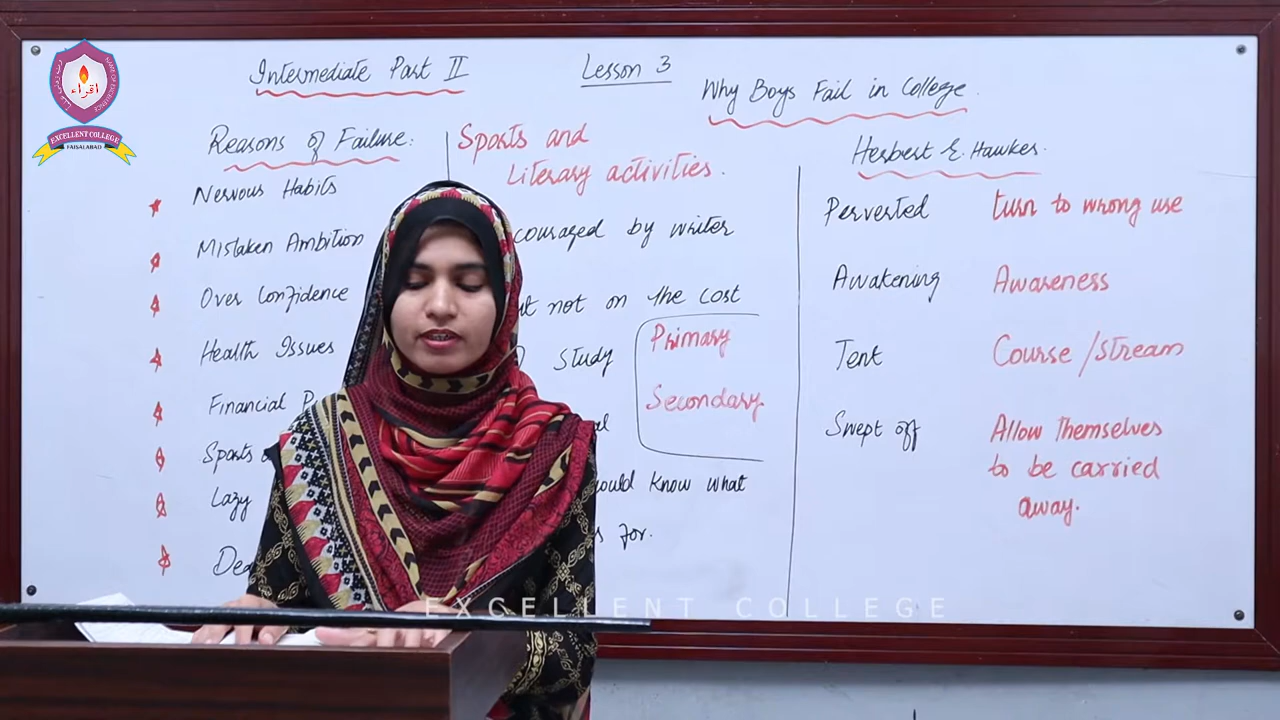 Intermediate Part II
Lesson 3
Why Boys Fail in College.
Herbert E. Hawkes.
Reasons of Failure:
Nervous Habits
Mistaken Ambition
Over Confidence
Health Issues
Financial
Sports
Lazy
Sports and
Literary activities.
by writer
not on the cost
study
Primary
Secondary
know what
for.
Perverted turn to wrong use
Awakening Awareness
Tent Course / Stream
Swept off Allow Themselves
to be carried
away.
اقراء
EXCELLENT COLLEGE
FAISALABAD
EXCELLENT COLLEGE